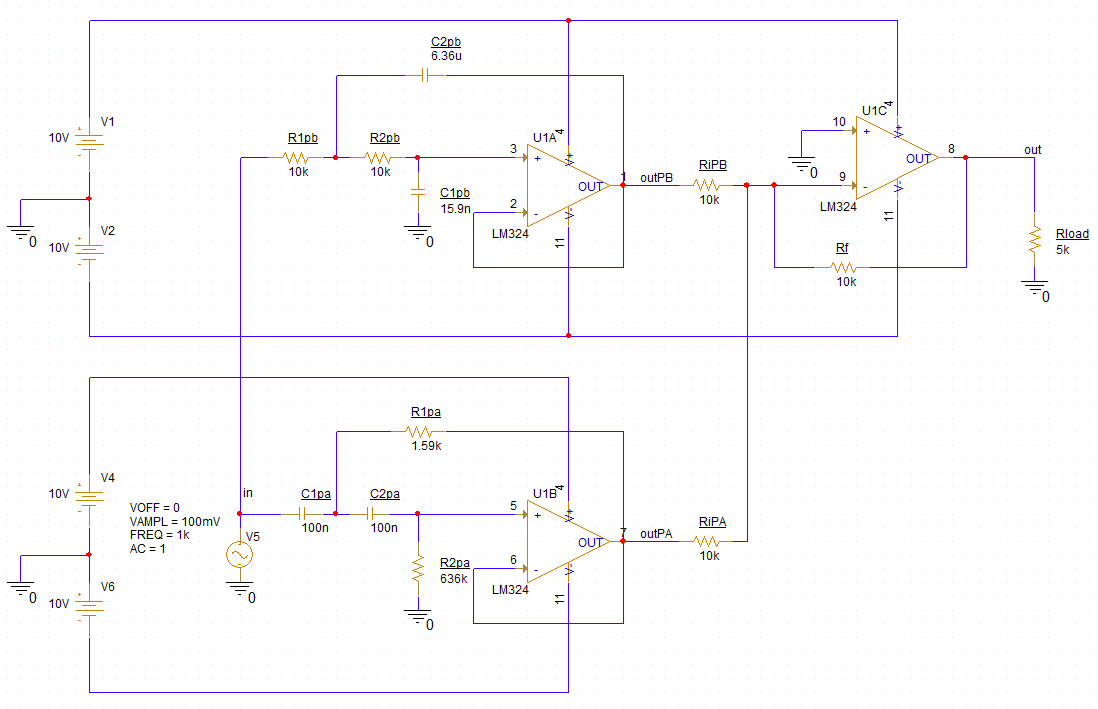 C2pb
6.36u
V1
10V
R1pb
10k
R2pb
10k
C1pb
15.9n
U1A
3
2
4
11
1
+
-
V+
V-
OUT
LM324
outPB
RiPB
10k
U1C
10
9
4
11
8
+
-
V+
V-
OUT
LM324
out
Rf
10k
Rload
5k
0
0
0
0
V2
10V
R1pa
1.59k
V4
10V
VOFF = 0
VAMPL = 100mV
FREQ = 1k
AC = 1
in
V5
C1pa
100n
C2pa
100n
R2pa
636k
U1B
5
6
4
11
7
+
-
V+
V-
OUT
LM324
outPA
RiPA
10k
V6
10V
0
0
0